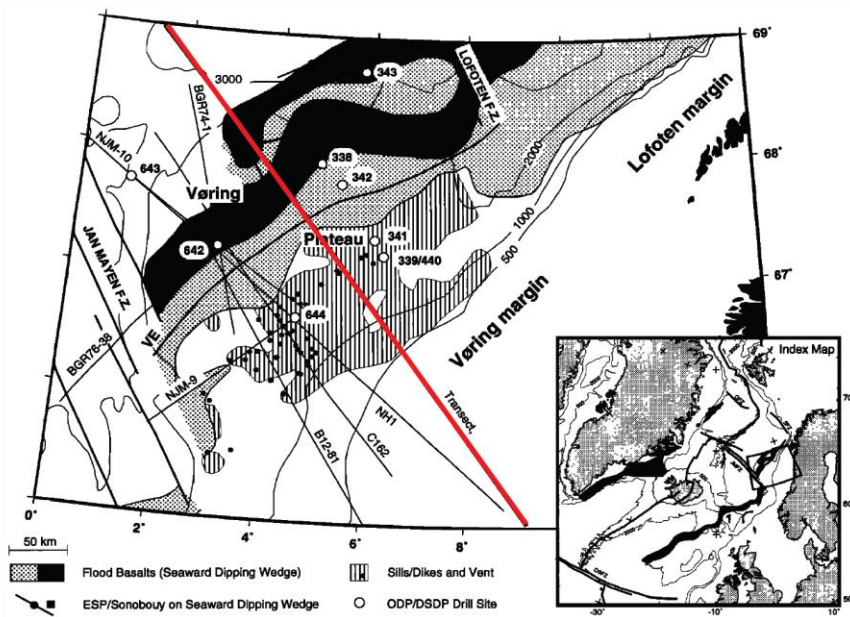 69°
68°
67°
3000
343
LOFOTEN F.Z.
BGR74-1
NJM-10
643
338
342
2000
Lofoten margin
Vøring
1000
500
341
Plateau
339/440
642
JAN MAYEN F.Z.
Vøring margin
644
VE
BGR76-38
NJM-9
NH1
Transect
C162
B12-81
0°
2°
4°
6°
8°
50 km
Flood Basalts (Seaward Dipping Wedge)
Sills/Dikes and Vent
ESP/Sonobouy on Seaward Dipping Wedge
ODP/DSDP Drill Site
Index Map
70
60
50
-30°
-10°
10°